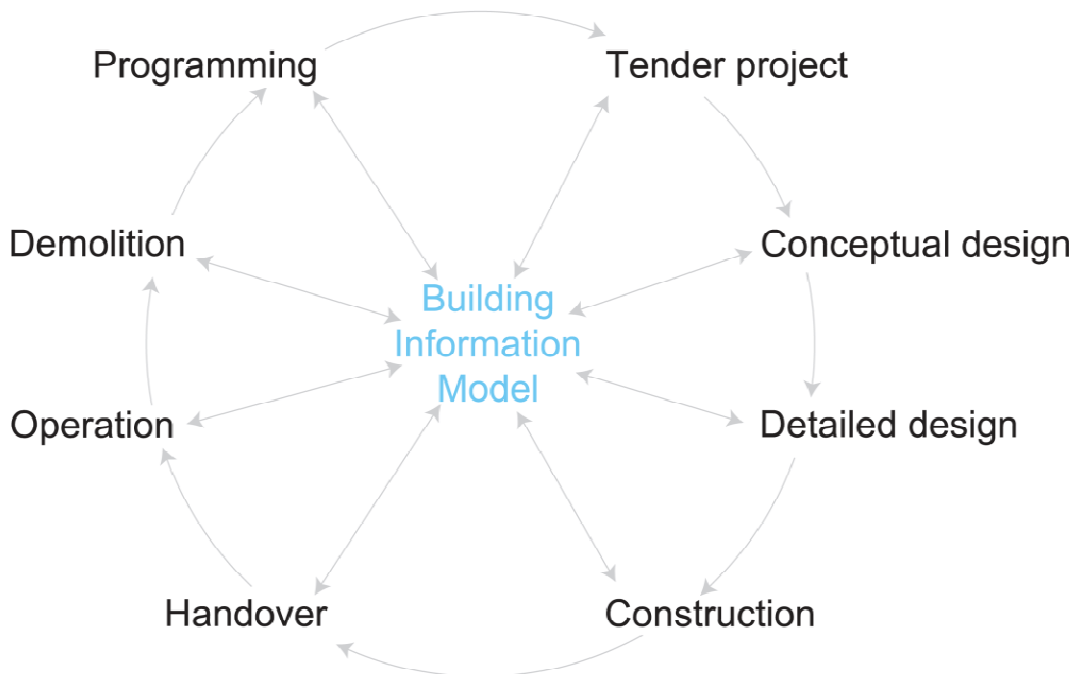 Programming
Tender project
Demolition
Conceptual design
Building
Information
Model
Operation
Detailed design
Handover
Construction